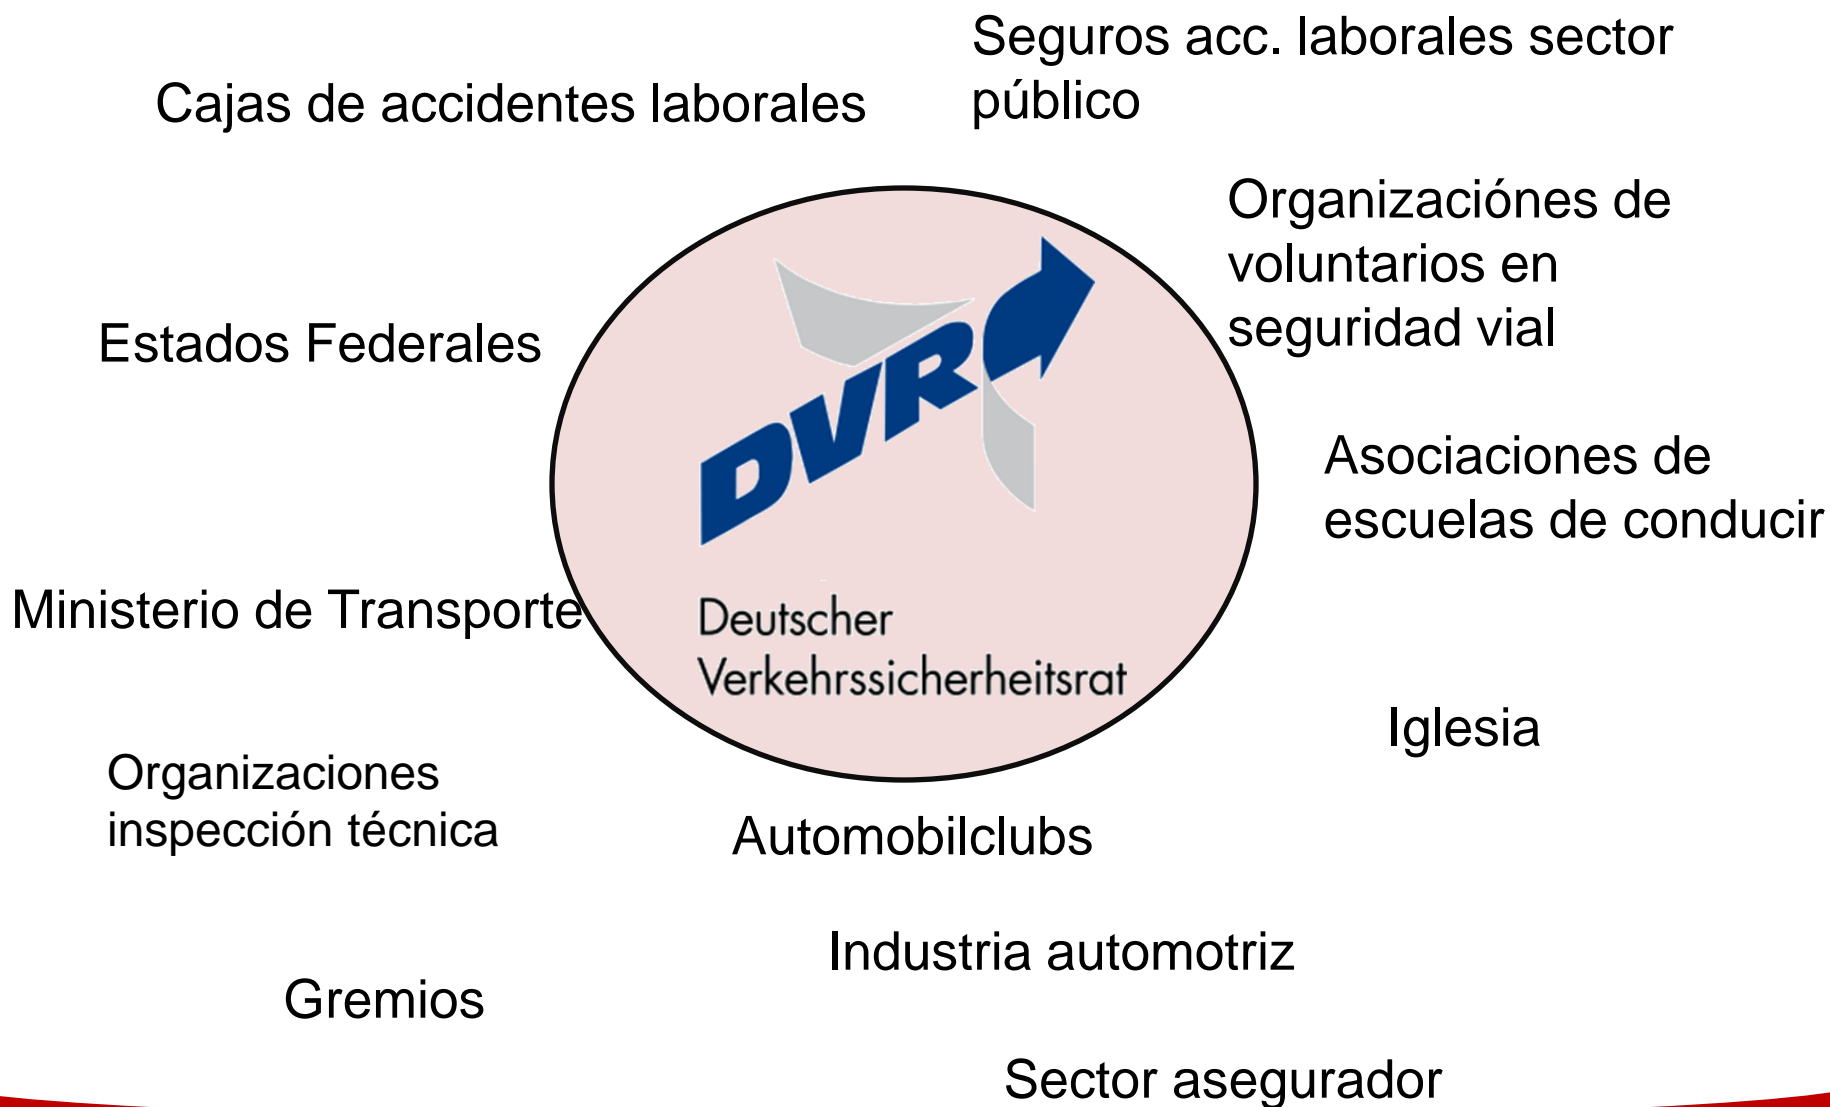 Seguros acc. laborales sector
público
Cajas de accidentes laborales
Organizaciónes de
voluntarios en
seguridad vial
Estados Federales
DVR
Asociaciones de
escuelas de conducir
Ministerio de Transporte
Deutscher
Verkehrssicherheitsrat
Iglesia
Organizaciones
inspección técnica
Automobilclubs
Industria automotriz
Gremios
Sector asegurador